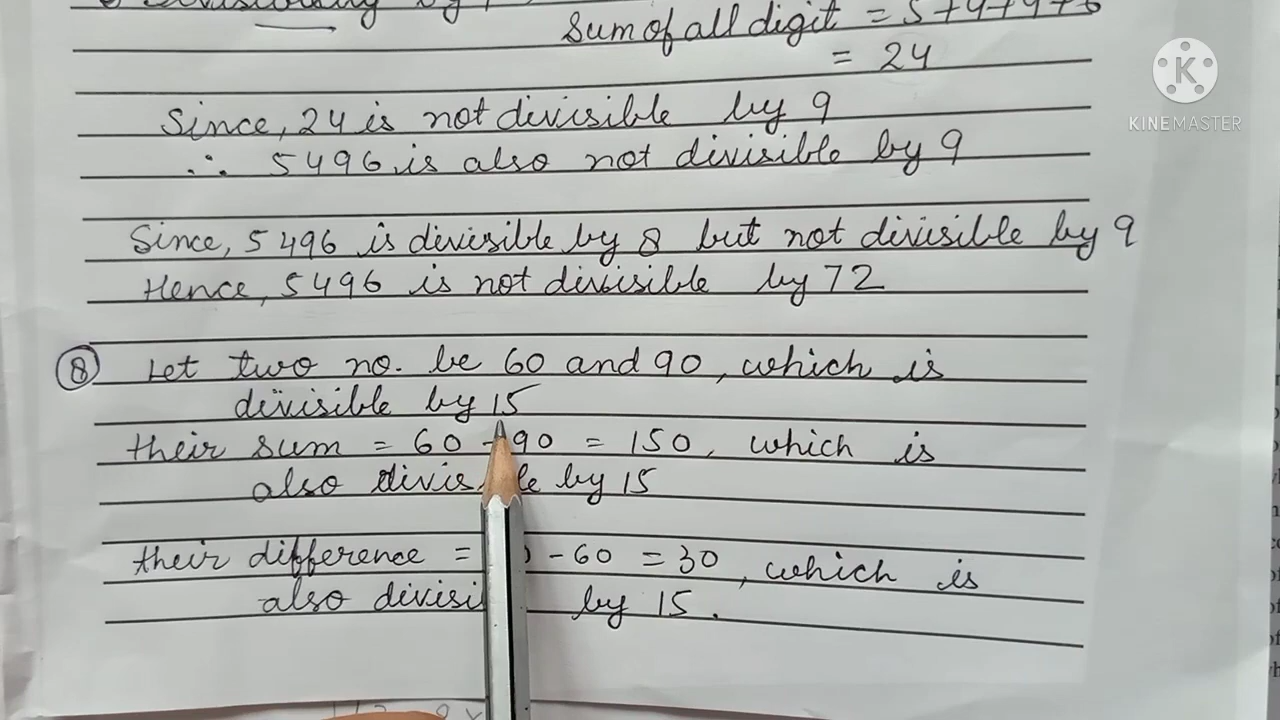 Sum of all digit = 5+4+9+6
= 24
Since, 24 is not divisible by 9
∴ 5496 is also not divisible by 9
Since, 5496 is divisible by 8 but not divisible by 9
Hence, 5496 is not divisible by 72
⑧ Let two no. be 60 and 90, which is
divisible by 15
their sum = 60 + 90 = 150, which is
also divisible by 15
their difference = 0 - 60 = 30, which is
also divisi by 15.
K
KINEMASTER